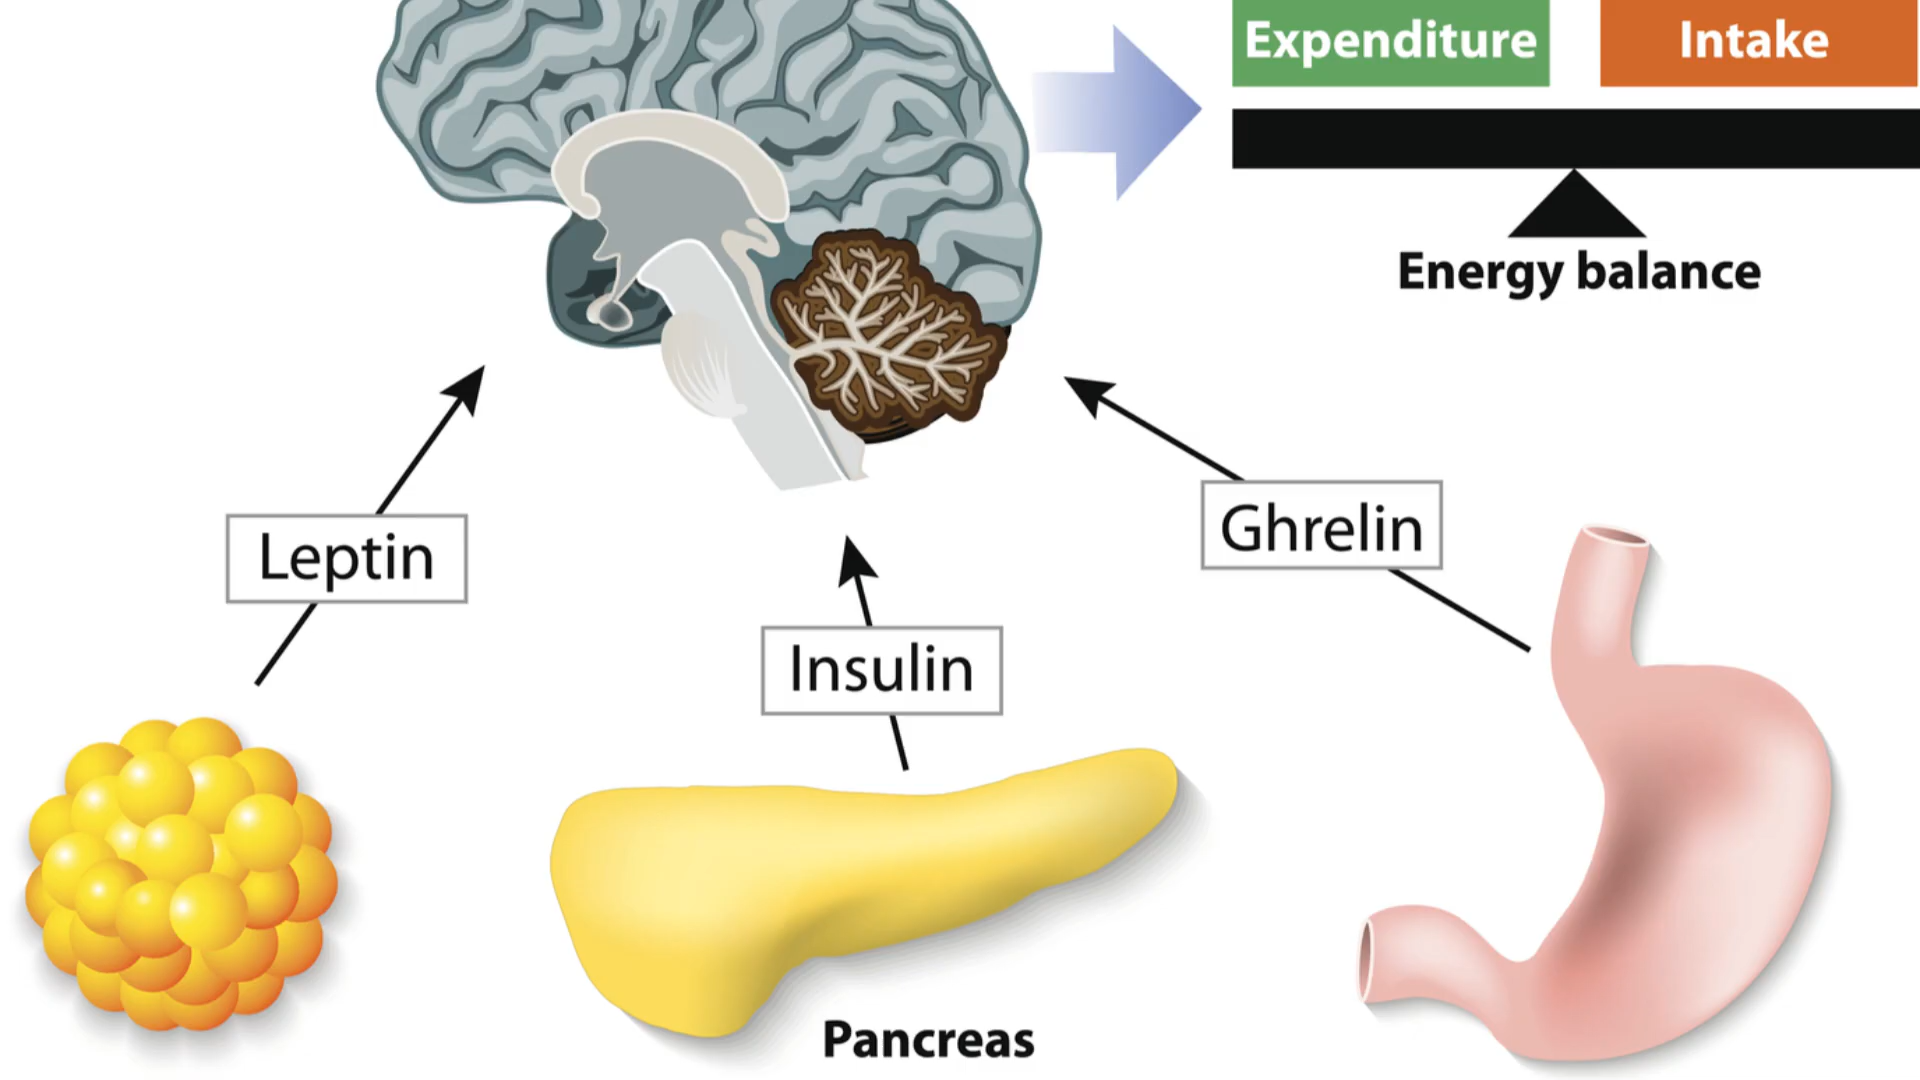 Expenditure
Intake
Energy balance
Leptin
Ghrelin
Insulin
Pancreas